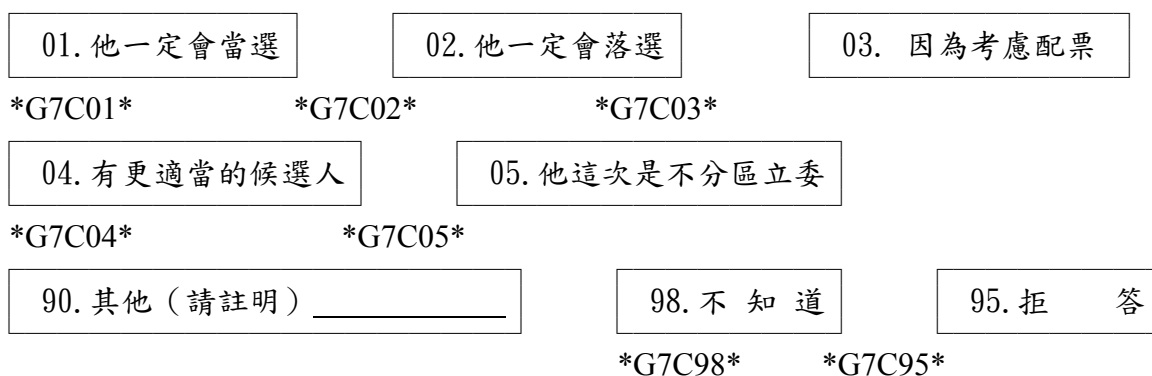 01.他一定會當選 02.他一定會落選 03. 因為考慮配票
*G7C01* *G7C02* *G7C03*
04.有更適當的候選人 05.他這次是不分區立委
*G7C04* *G7C05*
90.其他（請註明）____________ 98.不 知 道 95.拒 答
*G7C98* *G7C95*